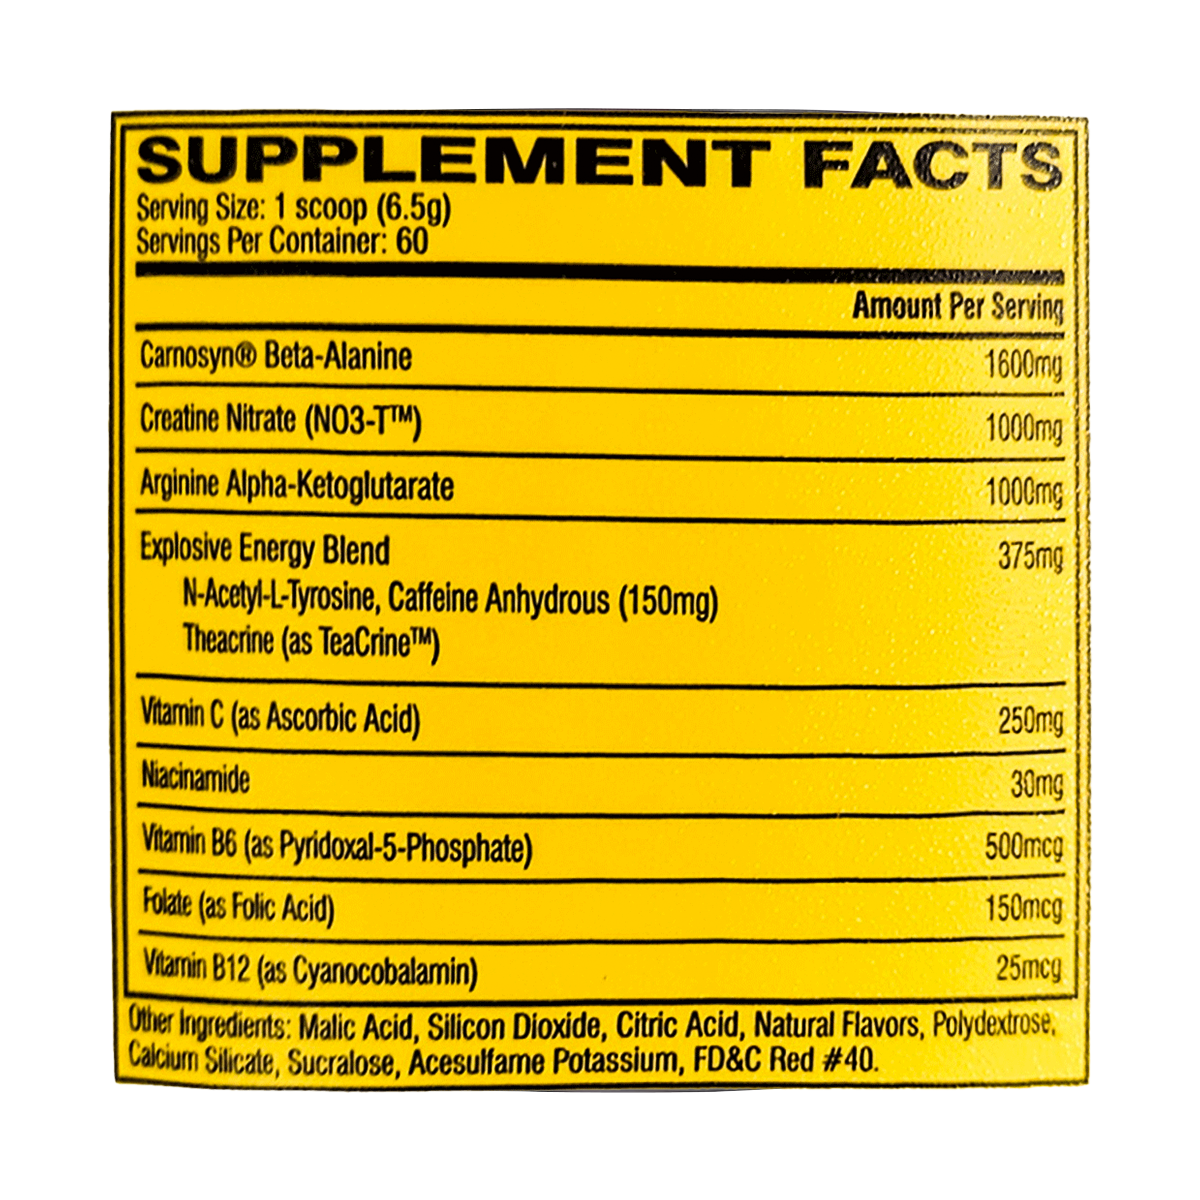 SUPPLEMENT FACTS
Serving Size: 1 scoop (6.5g)
Servings Per Container: 60
Amount Per Serving
Carnosyn® Beta-Alanine 1600mg
Creatine Nitrate (NO3-T™) 1000mg
Arginine Alpha-Ketoglutarate 1000mg
Explosive Energy Blend 375mg
N-Acetyl-L-Tyrosine, Caffeine Anhydrous (150mg)
Theacrine (as TeaCrine™)
Vitamin C (as Ascorbic Acid) 250mg
Niacinamide 30mg
Vitamin B6 (as Pyridoxal-5-Phosphate) 500mcg
Folate (as Folic Acid) 150mcg
Vitamin B12 (as Cyanocobalamin) 25mcg
Other Ingredients: Malic Acid, Silicon Dioxide, Citric Acid, Natural Flavors, Polydextrose,
Calcium Silicate, Sucralose, Acesulfame Potassium, FD&C Red #40.